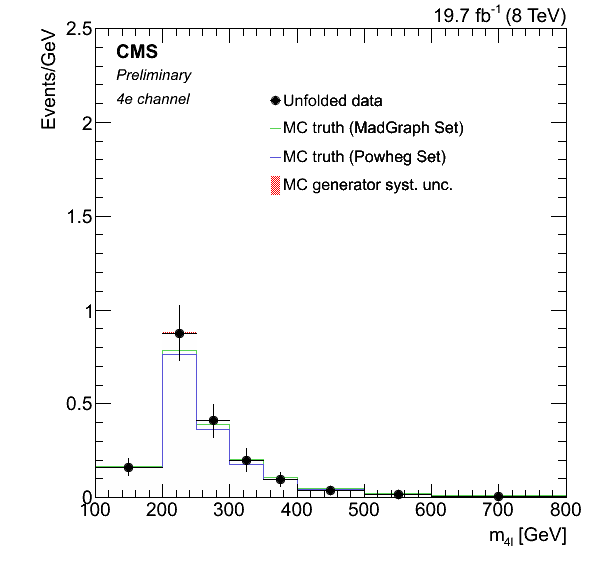 19.7 fb⁻¹ (8 TeV)
Events/GeV
CMS
Preliminary
4e channel
Unfolded data
MC truth (MadGraph Set)
MC truth (Powheg Set)
MC generator syst. unc.
2.5
2
1.5
1
0.5
0
100 200 300 400 500 600 700 800
m₄ₗ [GeV]